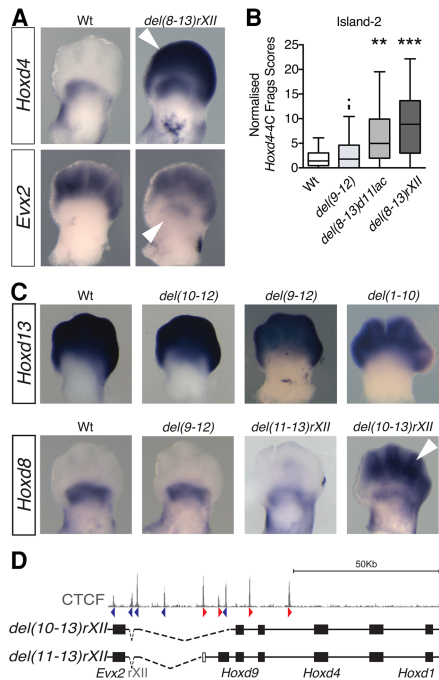 A
Wt
del(8-13)rXII
Hoxd4
Evx2
B
Island-2
Normalised
Hoxd4-4C Frags Scores
25
20
15
10
5
0
**
***
Wt
del(9-12)
del(8-13)d11lac
del(8-13)rXII
C
Wt
del(10-12)
del(9-12)
del(1-10)
Hoxd13
Wt
del(9-12)
del(11-13)rXII
del(10-13)rXII
Hoxd8
D
50Kb
CTCF
del(10-13)rXII
del(11-13)rXII
Evx2 rXII Hoxd9 Hoxd4 Hoxd1